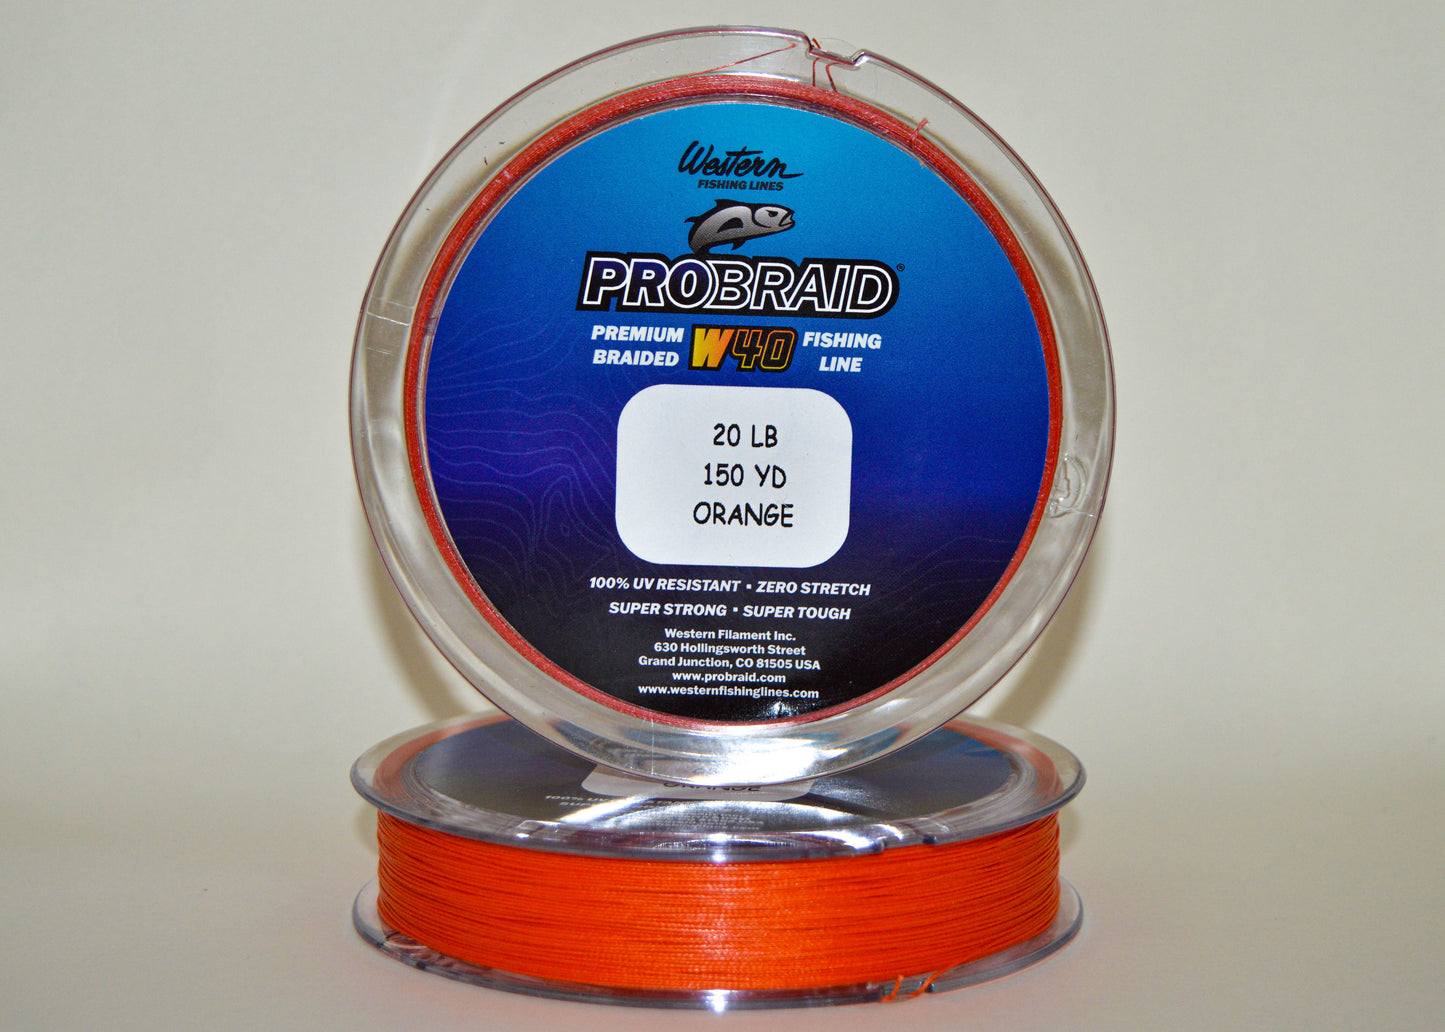 Western
FISHING LINES
PROBRAID®
PREMIUM BRAIDED W40 FISHING LINE
20 LB
150 YD
ORANGE
100% UV RESISTANT ▪ ZERO STRETCH
SUPER STRONG ▪ SUPER TOUGH
Western Filament Inc.
630 Hollingsworth Street
Grand Junction, CO 81505 USA
www.probraid.com
www.westernfishinglines.com
100% UV